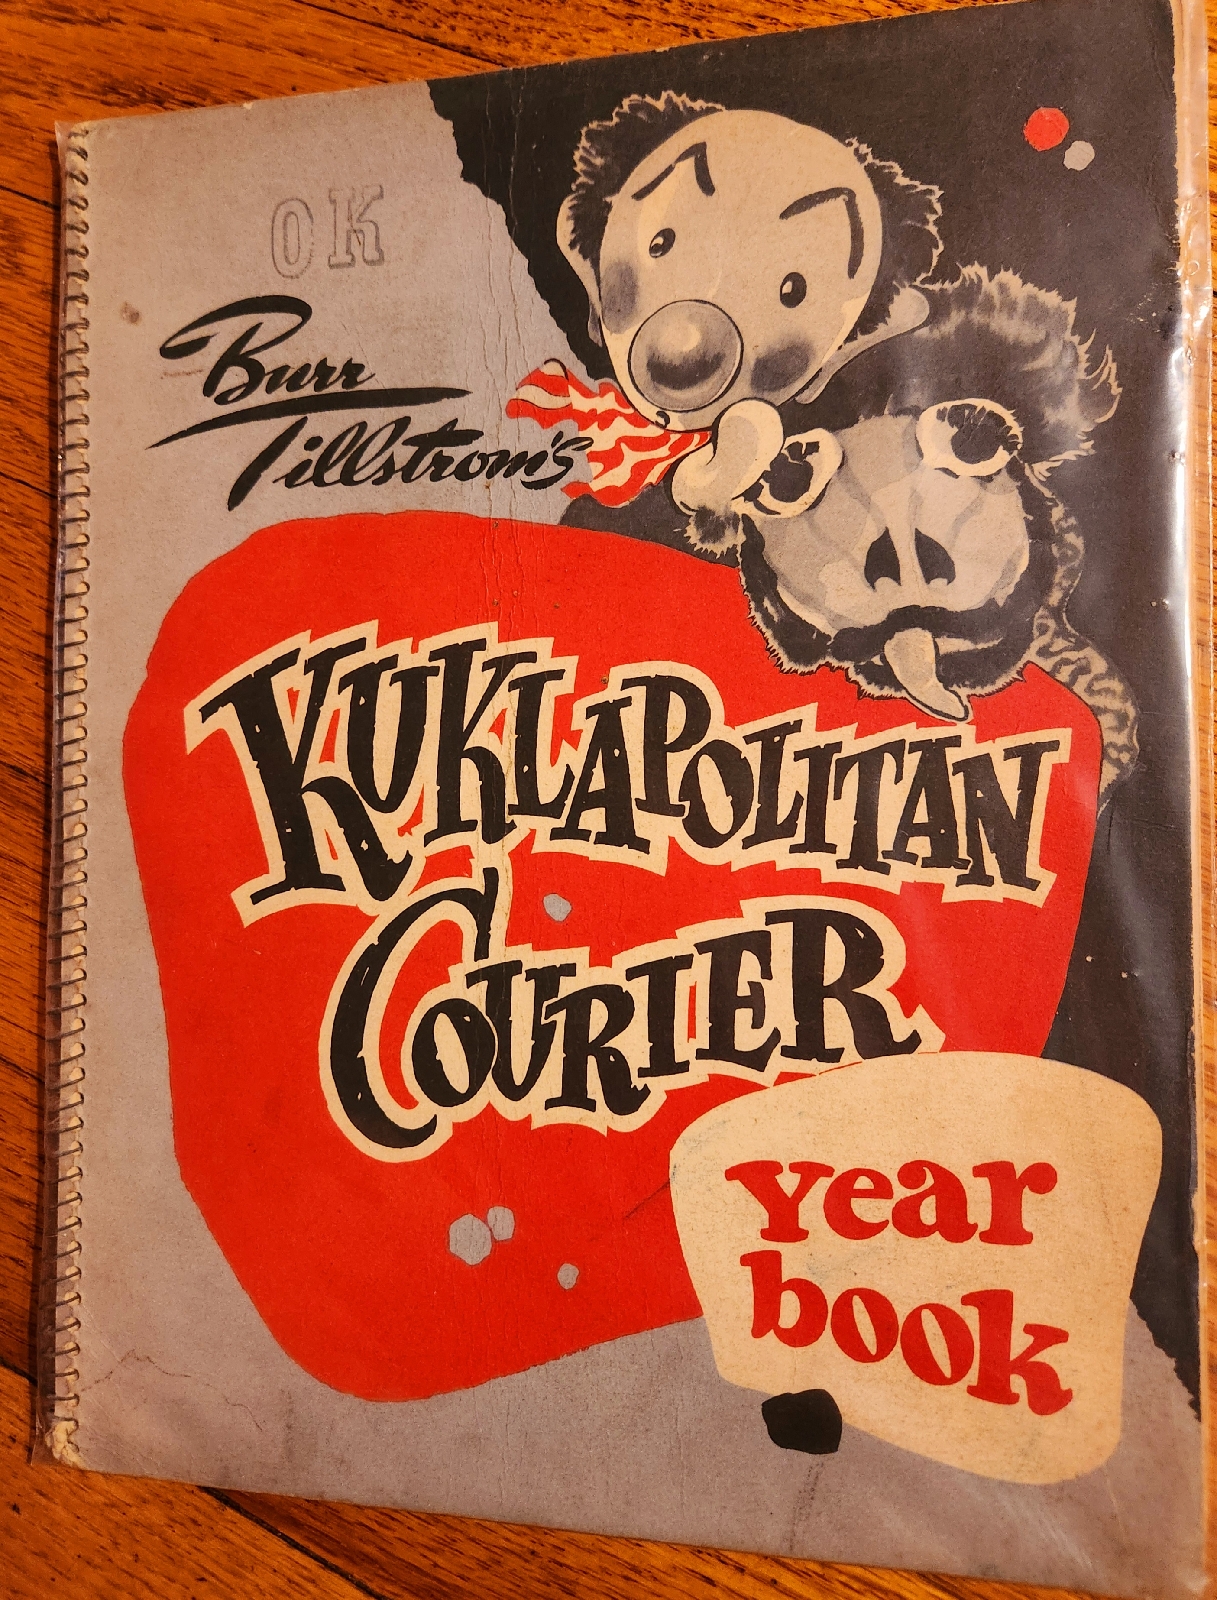 OK
Burr
Tillstrom's
KUKLAPOLITAN
COURIER
year
book